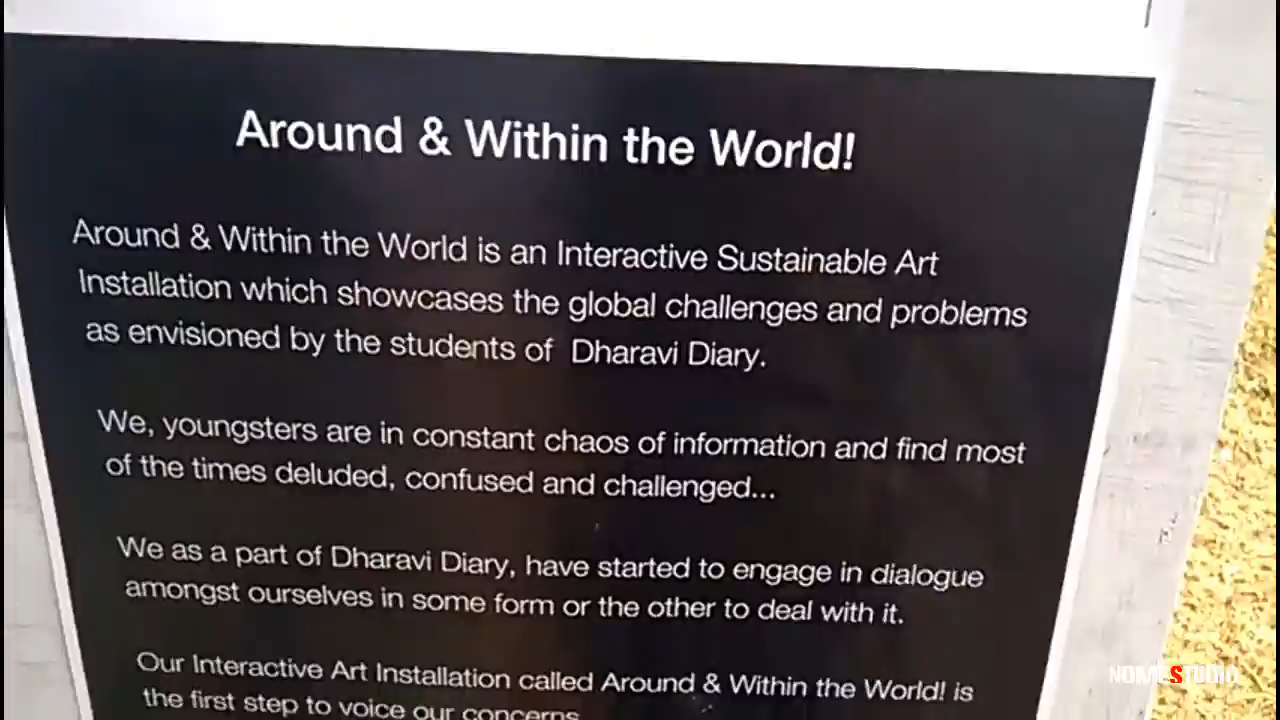 Around & Within the World!
Around & Within the World is an Interactive Sustainable Art
Installation which showcases the global challenges and problems
as envisioned by the students of Dharavi Diary.
We, youngsters are in constant chaos of information and find most
of the times deluded, confused and challenged...
We as a part of Dharavi Diary, have started to engage in dialogue
amongst ourselves in some form or the other to deal with it.
Our Interactive Art Installation called Around & Within the World! is
the first step to voice our concerns